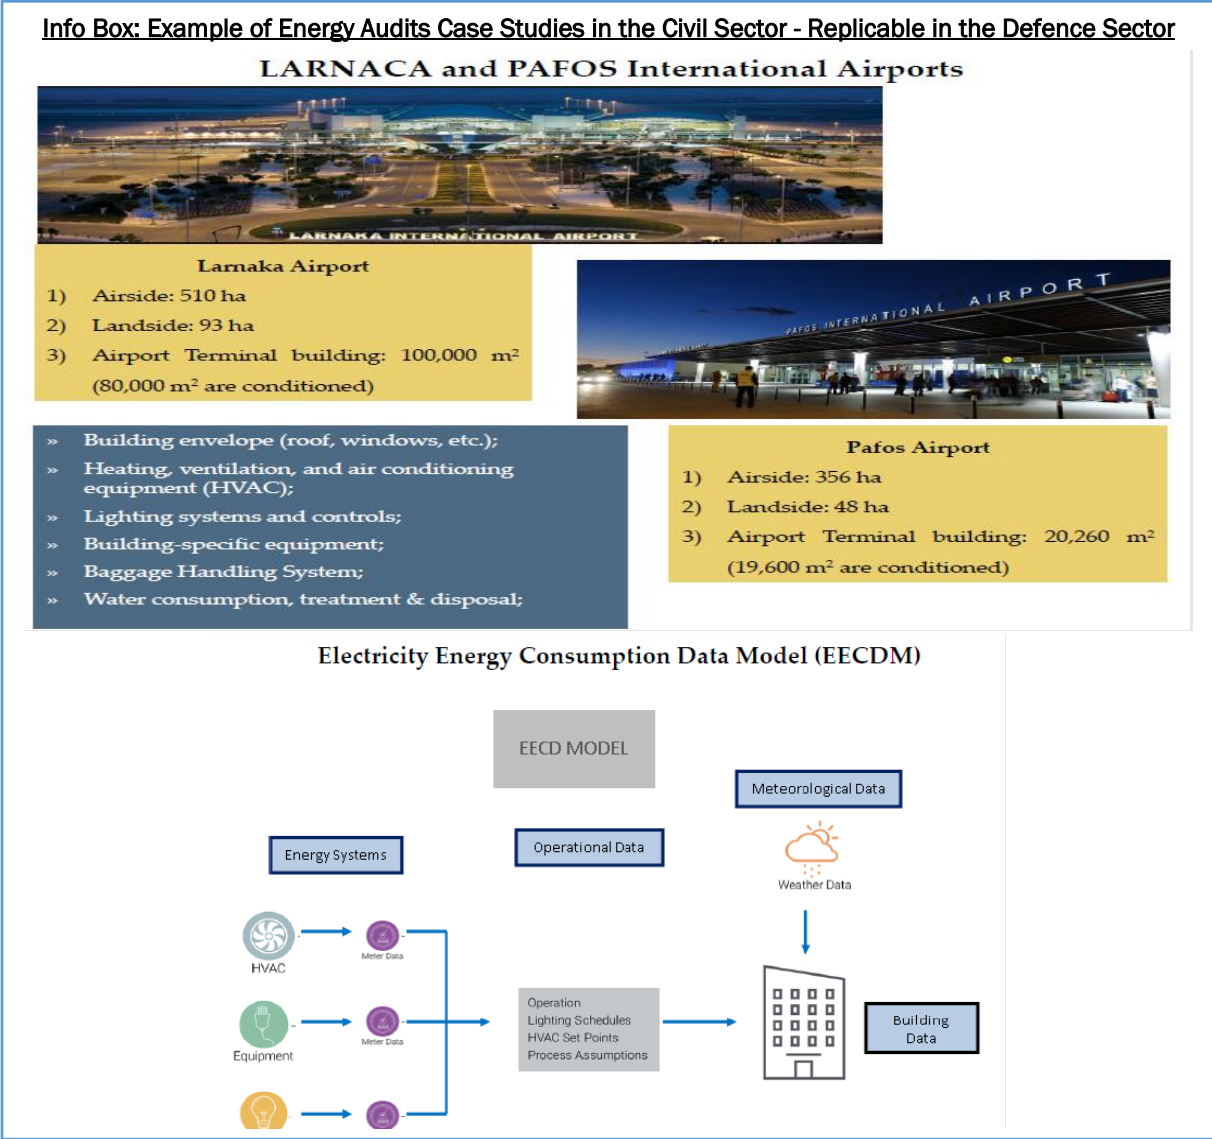 Info Box: Example of Energy Audits Case Studies in the Civil Sector - Replicable in the Defence Sector
LARNACA and PAFOS International Airports
LARNAKA INTERNATIONAL AIRPORT
Larnaka Airport
1) Airside: 510 ha
2) Landside: 93 ha
3) Airport Terminal building: 100,000 m²
(80,000 m² are conditioned)
PAFOS INTERNATIONAL AIRPORT
» Building envelope (roof, windows, etc.);
» Heating, ventilation, and air conditioning
equipment (HVAC);
» Lighting systems and controls;
» Building-specific equipment;
» Baggage Handling System;
» Water consumption, treatment & disposal;
Pafos Airport
1) Airside: 356 ha
2) Landside: 48 ha
3) Airport Terminal building: 20,260 m²
(19,600 m² are conditioned)
Electricity Energy Consumption Data Model (EECDM)
EECD MODEL
Meteorological Data
Operational Data
Energy Systems
Weather Data
HVAC
Meter Data
Operation
Lighting Schedules
HVAC Set Points
Process Assumptions
Building
Data
Equipment
Meter Data